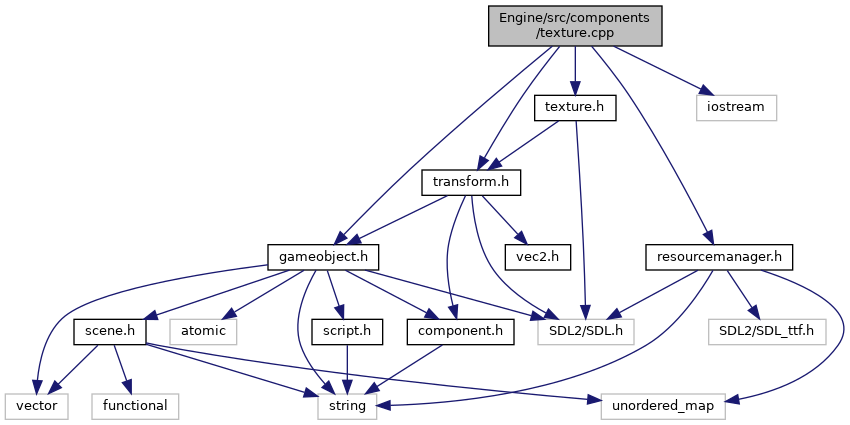 Engine/src/components
/texture.cpp
texture.h
iostream
transform.h
gameobject.h
vec2.h
resourcemanager.h
scene.h
atomic
script.h
component.h
SDL2/SDL.h
SDL2/SDL_ttf.h
vector
functional
string
unordered_map